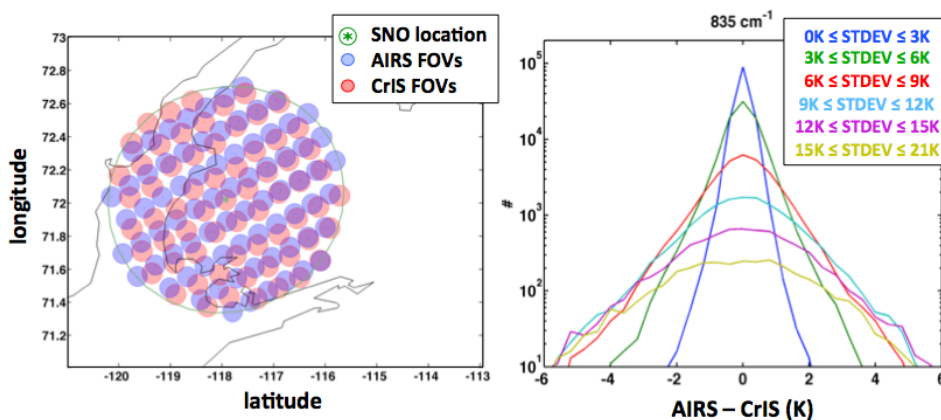 SNO location
AIRS FOVs
CrIS FOVs
longitude
73
72.8
72.6
72.4
72.2
72
71.8
71.6
71.4
71.2
-120 -119 -118 -117 -116 -115 -114 -113
latitude
835 cm⁻¹
0K ≤ STDEV ≤ 3K
3K ≤ STDEV ≤ 6K
6K ≤ STDEV ≤ 9K
9K ≤ STDEV ≤ 12K
12K ≤ STDEV ≤ 15K
15K ≤ STDEV ≤ 21K
#
10⁵
10⁴
10³
10²
10¹
-6 -4 -2 0 2 4 6
AIRS – CrIS (K)